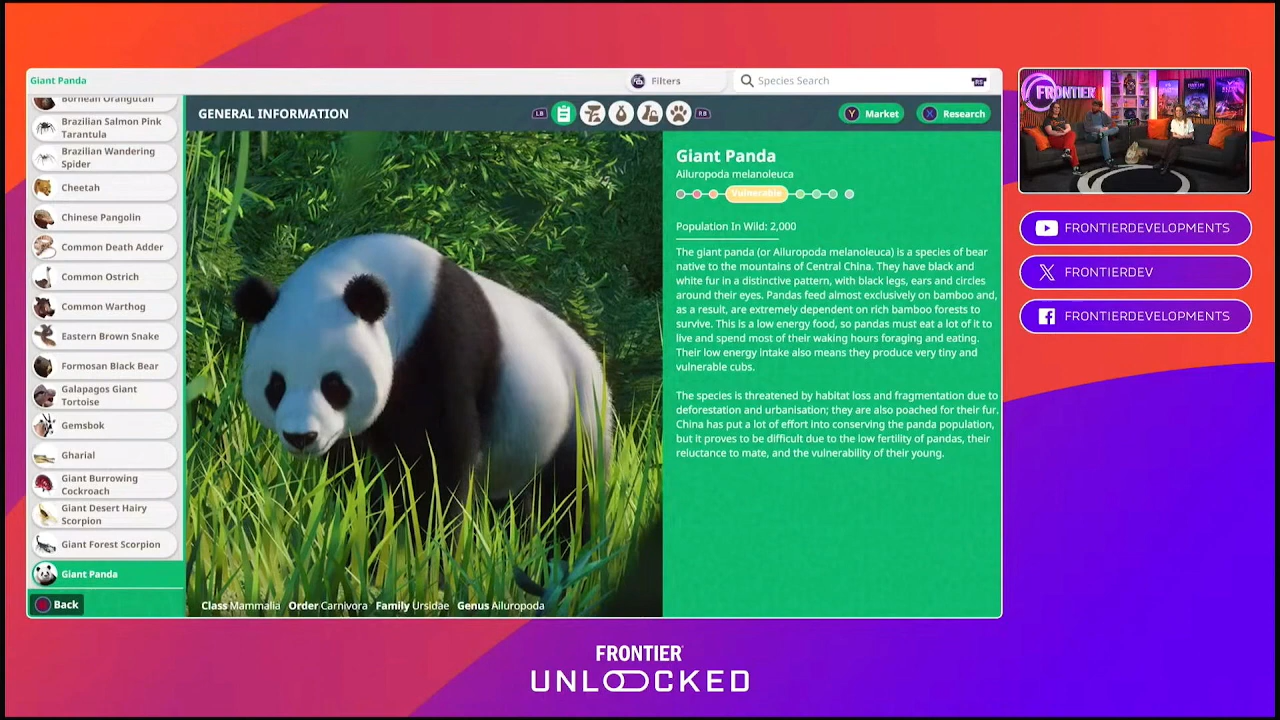 Giant Panda
Filters
Species Search
RS
Bornean Orangutan
Brazilian Salmon Pink
Tarantula
Brazilian Wandering
Spider
Cheetah
Chinese Pangolin
Common Death Adder
Common Ostrich
Common Warthog
Eastern Brown Snake
Formosan Black Bear
Galapagos Giant
Tortoise
Gemsbok
Gharial
Giant Burrowing
Cockroach
Giant Desert Hairy
Scorpion
Giant Forest Scorpion
Giant Panda
Back
GENERAL INFORMATION
LB
RB
Y Market
X Research
Class Mammalia Order Carnivora Family Ursidae Genus Ailuropoda
Giant Panda
Ailuropoda melanoleuca
Vulnerable
Population In Wild: 2,000
The giant panda (or Ailuropoda melanoleuca) is a species of bear
native to the mountains of Central China. They have black and
white fur in a distinctive pattern, with black legs, ears and circles
around their eyes. Pandas feed almost exclusively on bamboo and,
as a result, are extremely dependent on rich bamboo forests to
survive. This is a low energy food, so pandas must eat a lot of it to
live and spend most of their waking hours foraging and eating.
Their low energy intake also means they produce very tiny and
vulnerable cubs.
The species is threatened by habitat loss and fragmentation due to
deforestation and urbanisation; they are also poached for their fur.
China has put a lot of effort into conserving the panda population,
but it proves to be difficult due to the low fertility of pandas, their
reluctance to mate, and the vulnerability of their young.
FRONTIER
FRONTIERDEVELOPMENTS
FRONTIERDEV
FRONTIERDEVELOPMENTS
FRONTIER
UNLOCKED